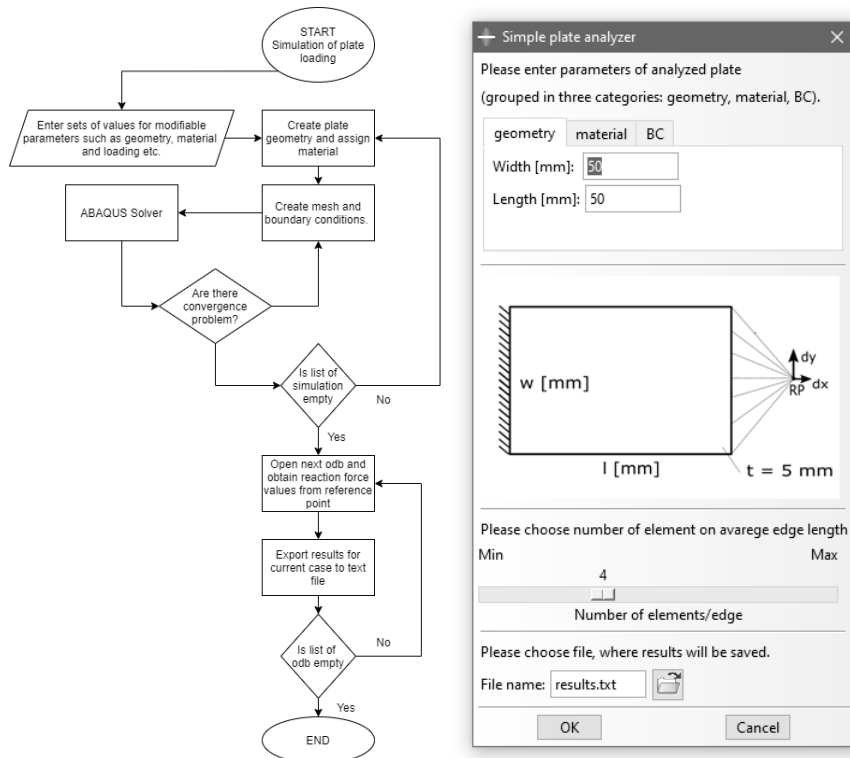 START
Simulation of plate
loading
Enter sets of values for modifiable
parameters such as geometry, material
and loading etc.
Create plate
geometry and assign
material
ABAQUS Solver
Create mesh and
boundary conditions.
Are there
convergence
problem?
Is list of
simulation
empty
No
Yes
Open next odb and
obtain reaction force
values from reference
point
Export results for
current case to text
file
Is list of
odb empty
No
Yes
END
Simple plate analyzer
Please enter parameters of analyzed plate
(grouped in three categories: geometry, material, BC).
geometry material BC
Width [mm]: 50
Length [mm]: 50
w [mm]
dy
RP dx
l [mm]
t = 5 mm
Please choose number of element on avarege edge length
Min Max
4
Number of elements/edge
Please choose file, where results will be saved.
File name: results.txt
OK Cancel